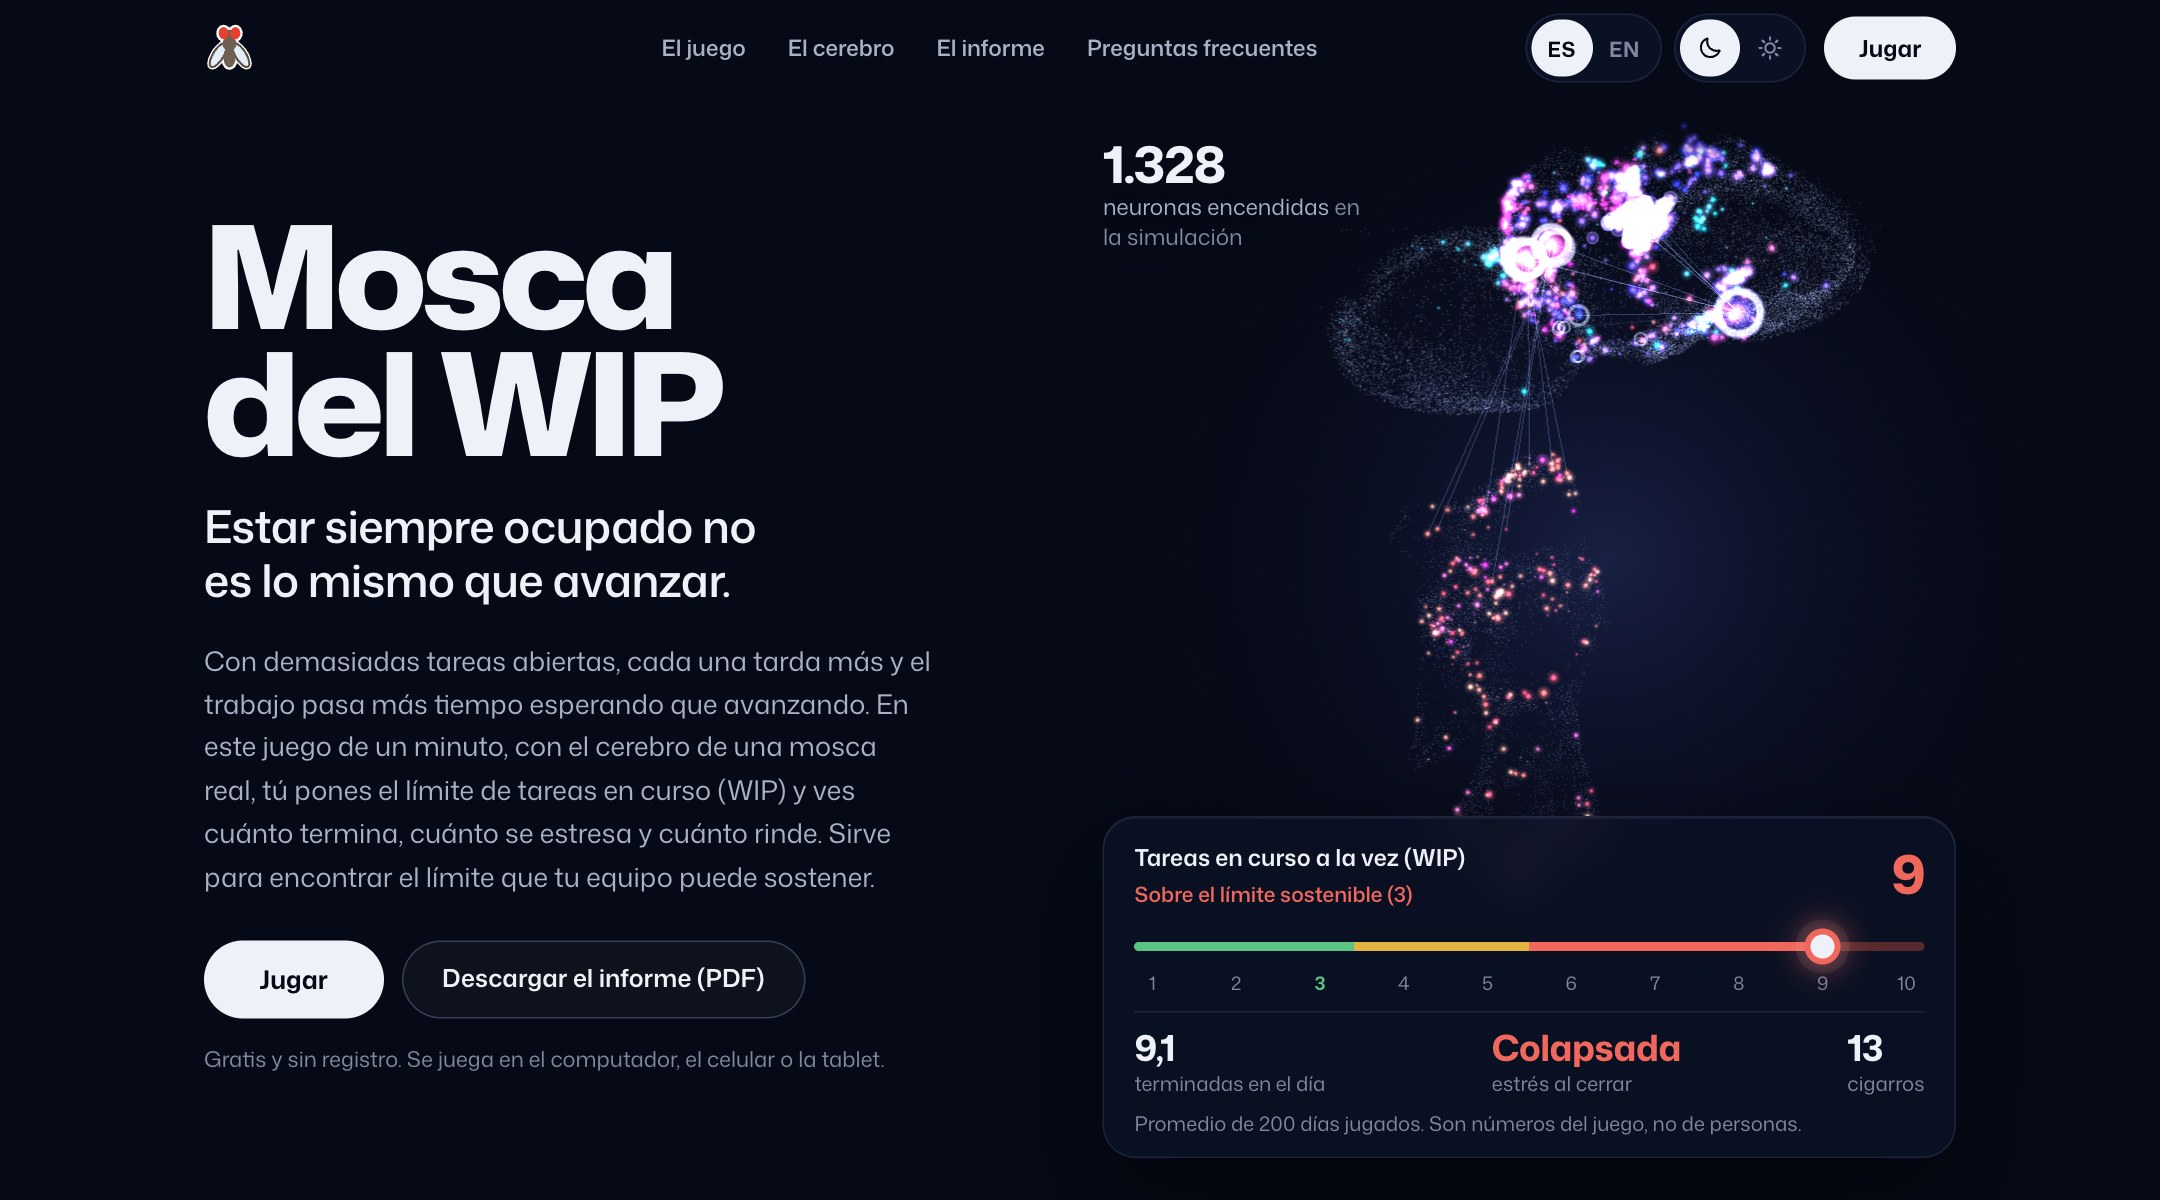 El juego
El cerebro
El informe
Preguntas frecuentes
ES
EN
Jugar
Mosca
del WIP
Estar siempre ocupado no
es lo mismo que avanzar.
Con demasiadas tareas abiertas, cada una tarda más y el
trabajo pasa más tiempo esperando que avanzando. En
este juego de un minuto, con el cerebro de una mosca
real, tú pones el límite de tareas en curso (WIP) y ves
cuánto termina, cuánto se estresa y cuánto rinde. Sirve
para encontrar el límite que tu equipo puede sostener.
Jugar
Descargar el informe (PDF)
Gratis y sin registro. Se juega en el computador, el celular o la tablet.
1.328
neuronas encendidas en
la simulación
Tareas en curso a la vez (WIP)
Sobre el límite sostenible (3)
9
1 2 3 4 5 6 7 8 9 10
9,1
terminadas en el día
Colapsada
estrés al cerrar
13
cigarros
Promedio de 200 días jugados. Son números del juego, no de personas.